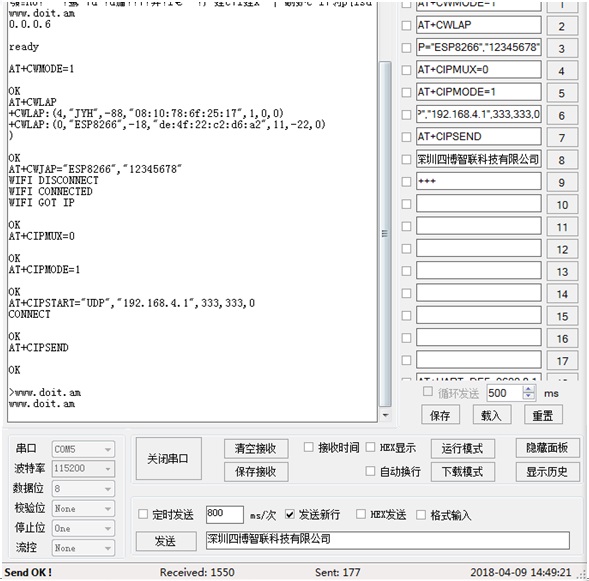 www.doit.am
0.0.0.6
ready
AT+CWMODE=1
OK
AT+CWLAP
+CWLAP:(4,"JYH",-88,"08:10:78:6f:25:17",1,0,0)
+CWLAP:(0,"ESP8266",-18,"de:4f:22:c2:d6:a2",11,-22,0)
)
OK
AT+CWJAP="ESP8266","12345678"
WIFI DISCONNECT
WIFI CONNECTED
WIFI GOT IP
OK
AT+CIPMUX=0
OK
AT+CIPMODE=1
OK
AT+CIPSTART="UDP","192.168.4.1",333,333,0
CONNECT
OK
AT+CIPSEND
OK
>www.doit.am
www.doit.am
AT+CWMODE=1 1
AT+CWLAP 2
P="ESP8266","12345678" 3
AT+CIPMUX=0 4
AT+CIPMODE=1 5
","192.168.4.1",333,333,0 6
AT+CIPSEND 7
深圳四博智联科技有限公司 8
+++ 9
10
11
12
13
14
15
16
17
循环发送 500 ms
保存 载入 重置
串口 COM5
波特率 115200
数据位 8
校验位 None
停止位 One
流控 None
关闭串口
清空接收 接收时间 HEX显示 运行模式 隐藏面板
保存接收 自动换行 下载模式 显示历史
定时发送 800 ms/次 发送新行 HEX发送 格式输入
发送 深圳四博智联科技有限公司
Send OK! Received: 1550 Sent: 177 2018-04-09 14:49:21